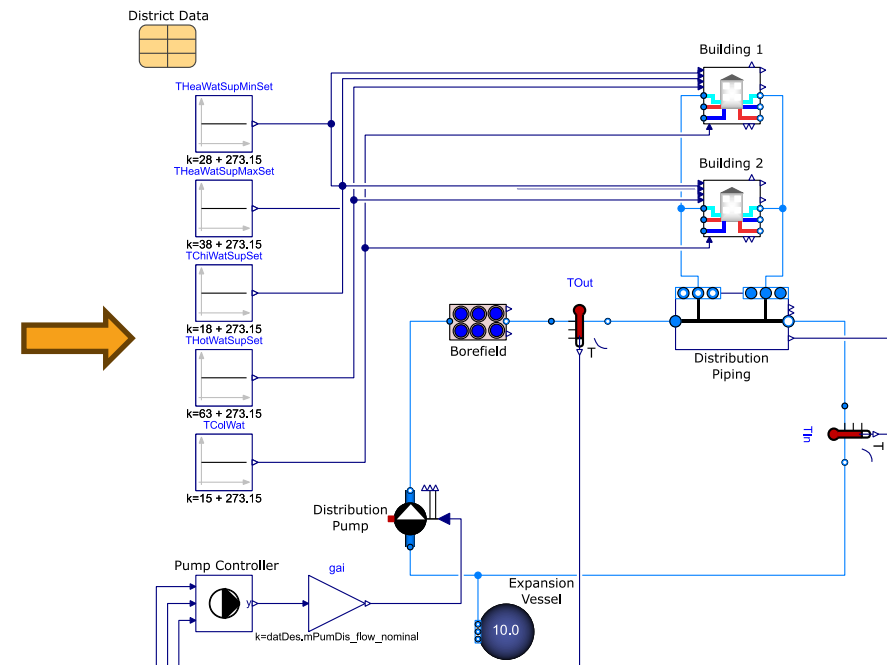 District Data
THeaWatSupMinSet
k=28 + 273.15
THeaWatSupMaxSet
k=38 + 273.15
TChiWatSupSet
k=18 + 273.15
THotWatSupSet
k=63 + 273.15
TColWat
k=15 + 273.15
Building 1
Building 2
TOut
T
Borefield
Distribution
Piping
TIn
T
Distribution
Pump
Pump Controller
y
gai
k=datDes.mPumDis_flow_nominal
Expansion
Vessel
10.0